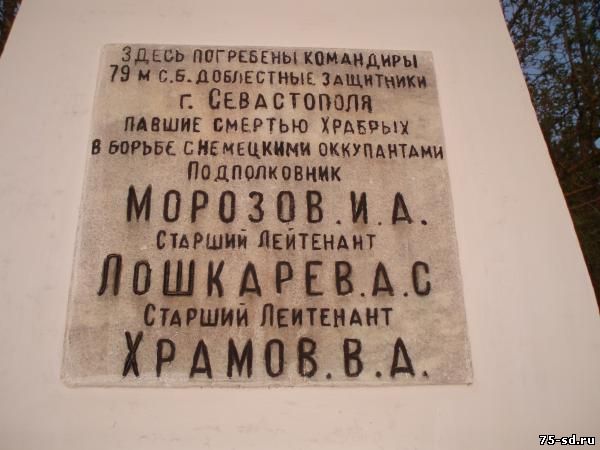 ЗДЕСЬ ПОГРЕБЕНЫ КОМАНДИРЫ
79 М С.Б. ДОБЛЕСТНЫЕ ЗАЩИТНИКИ
Г. СЕВАСТОПОЛЯ
ПАВШИЕ СМЕРТЬЮ ХРАБРЫХ
В БОРЬБЕ С НЕМЕЦКИМИ ОККУПАНТАМИ
ПОДПОЛКОВНИК
МОРОЗОВ.И.А.
СТАРШИЙ ЛЕЙТЕНАНТ
ЛОШКАРЕВ.А.С
СТАРШИЙ ЛЕИТЕНАНТ
ХРАМОВ.В.А.
75-sd.ru